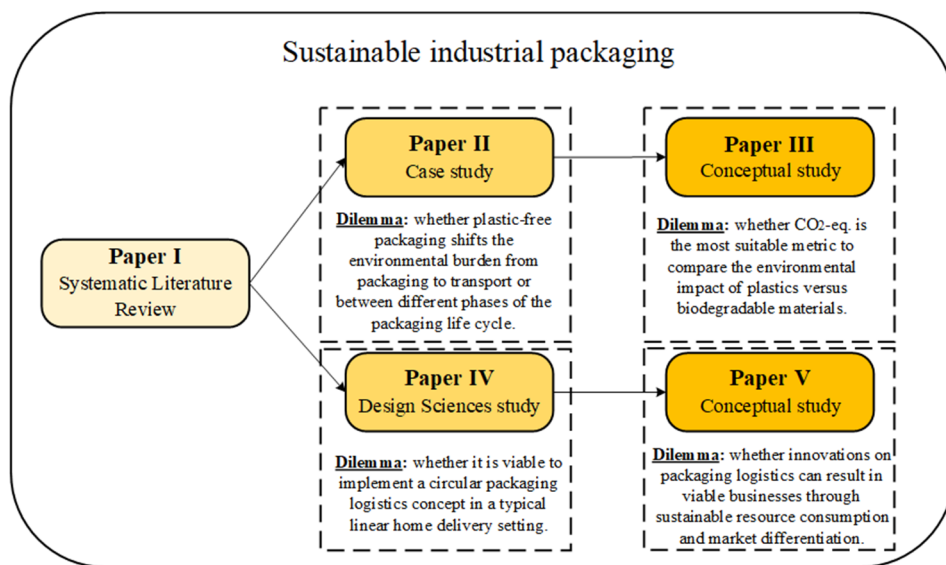 Sustainable industrial packaging
Paper I
Systematic Literature
Review
Paper II
Case study
Dilemma: whether plastic-free
packaging shifts the
environmental burden from
packaging to transport or
between different phases of
the packaging life cycle.
Paper III
Conceptual study
Dilemma: whether CO2-eq. is
the most suitable metric to
compare the environmental
impact of plastics versus
biodegradable materials.
Paper IV
Design Sciences study
Dilemma: whether it is viable to
implement a circular packaging
logistics concept in a typical
linear home delivery setting.
Paper V
Conceptual study
Dilemma: whether innovations on
packaging logistics can result in
viable businesses through
sustainable resource consumption
and market differentiation.